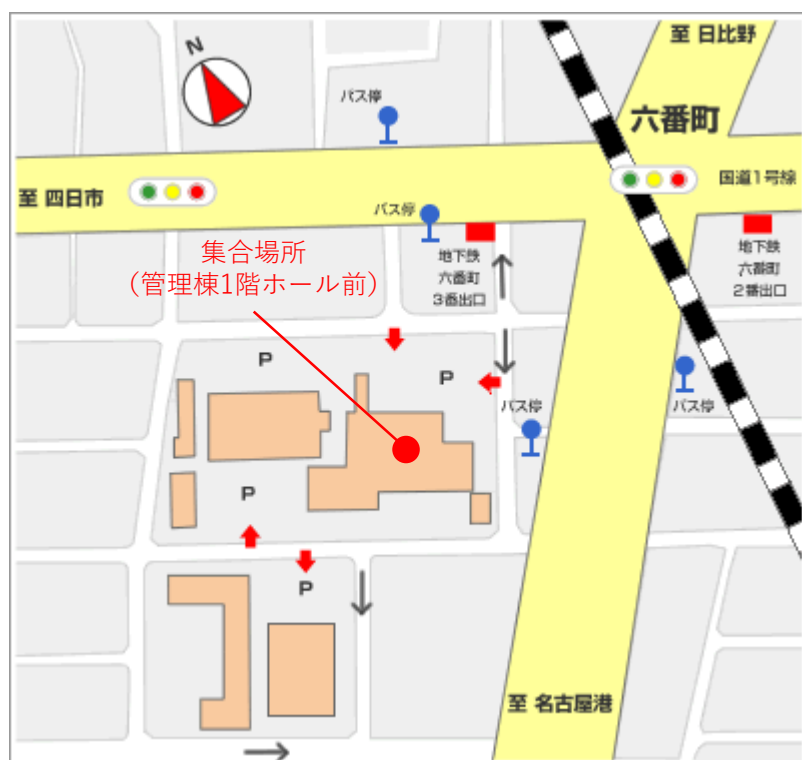 至 日比野
N
バス停
六番町
国道1号線
至 四日市
バス停
集合場所
（管理棟1階ホール前）
地下鉄
六番町
3番出口
地下鉄
六番町
2番出口
P
P
バス停
バス停
P
P
至 名古屋港